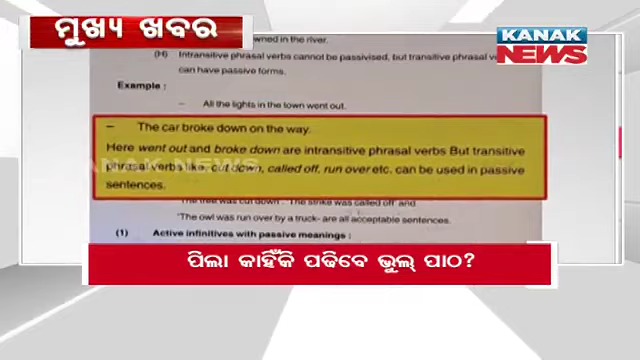 ମୁଖ୍ୟ ଖବର
KANAK
NEWS
wned in the river.
(H) Intransitive phrasal verbs cannot be passivised, but transitive phrasal ve
can have passive forms.
Example :
– All the lights in the town went out.
– The car broke down on the way.
Here went out and broke down are intransitive phrasal verbs But transitive
phrasal verbs like, cut down, called off, run over etc. can be used in passive
sentences.
KANAK NEWS
'The tree was cut down'. 'The strike was called off' and
'The owl was run over by a truck- are all acceptable sentences.
(1) Active infinitives with passive meanings :
ପିଲା କାହିଁକି ପଢିବେ ଭୁଲ୍ ପାଠ?